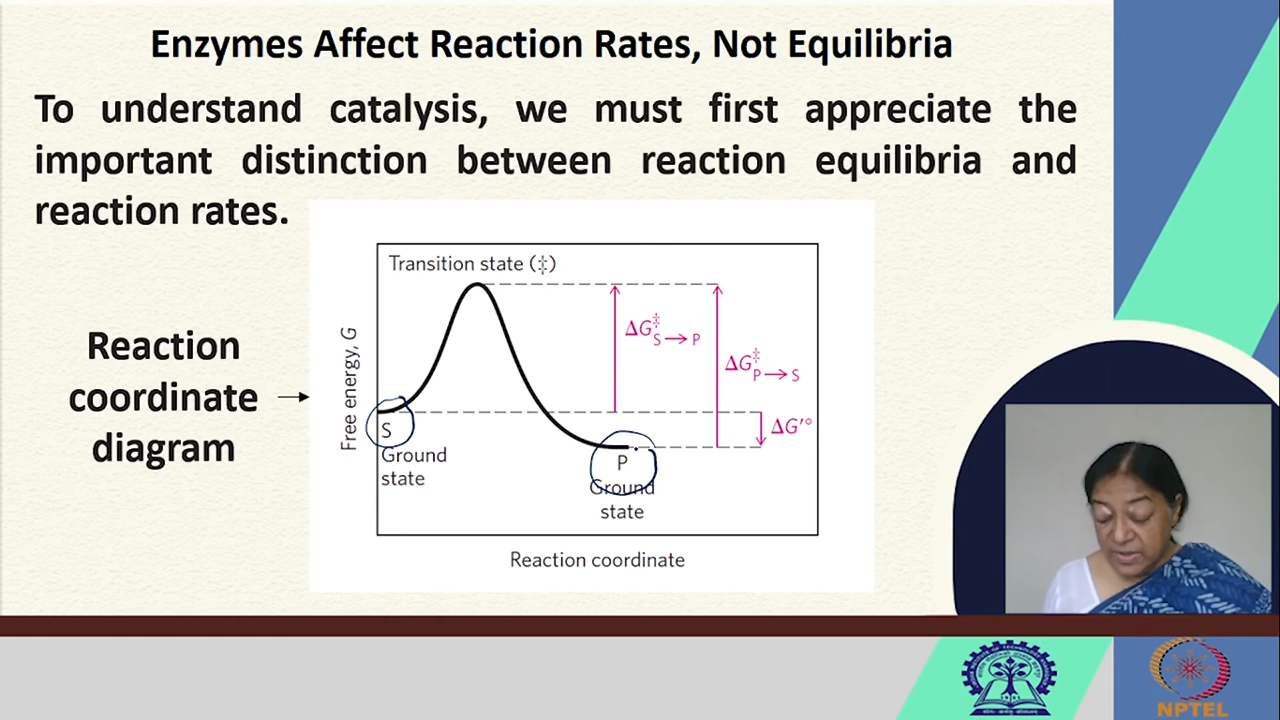 Enzymes Affect Reaction Rates, Not Equilibria
To understand catalysis, we must first appreciate the
important distinction between reaction equilibria and
reaction rates.
Reaction
coordinate
diagram
Transition state (‡)
Free energy, G
S
Ground
state
P
Ground
state
ΔG‡S→P
ΔG‡P→S
ΔG′°
Reaction coordinate
NPTEL